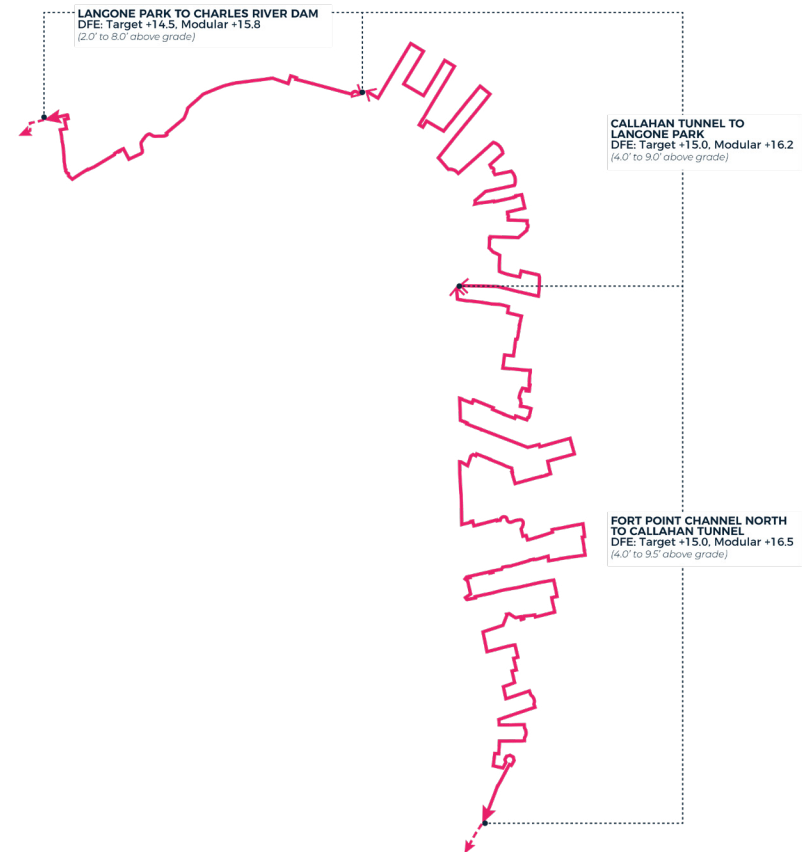 LANGONE PARK TO CHARLES RIVER DAM
DFE: Target +14.5, Modular +15.8
(2.0' to 8.0' above grade)
CALLAHAN TUNNEL TO
LANGONE PARK
DFE: Target +15.0, Modular +16.2
(4.0' to 9.0' above grade)
FORT POINT CHANNEL NORTH
TO CALLAHAN TUNNEL
DFE: Target +15.0, Modular +16.5
(4.0' to 9.5' above grade)